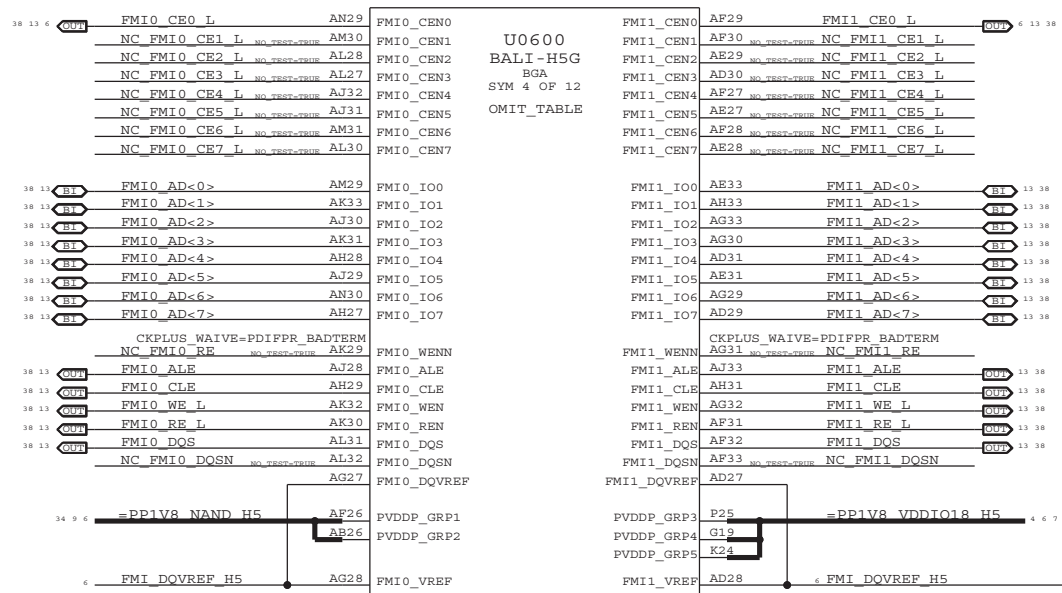 38 13 6 OUT FMI0_CE0_L AN29 FMI0_CEN0 U0600 FMI1_CEN0 AF29 FMI1_CE0_L OUT 6 13 38
NC_FMI0_CE1_L NO_TEST=TRUE AM30 FMI0_CEN1 BALI-H5G FMI1_CEN1 AF30 NO_TEST=TRUE NC_FMI1_CE1_L
NC_FMI0_CE2_L NO_TEST=TRUE AL28 FMI0_CEN2 BGA FMI1_CEN2 AE29 NO_TEST=TRUE NC_FMI1_CE2_L
NC_FMI0_CE3_L NO_TEST=TRUE AL27 FMI0_CEN3 SYM 4 OF 12 FMI1_CEN3 AD30 NO_TEST=TRUE NC_FMI1_CE3_L
NC_FMI0_CE4_L NO_TEST=TRUE AJ32 FMI0_CEN4 OMIT_TABLE FMI1_CEN4 AF27 NO_TEST=TRUE NC_FMI1_CE4_L
NC_FMI0_CE5_L NO_TEST=TRUE AJ31 FMI0_CEN5 FMI1_CEN5 AE27 NO_TEST=TRUE NC_FMI1_CE5_L
NC_FMI0_CE6_L NO_TEST=TRUE AM31 FMI0_CEN6 FMI1_CEN6 AF28 NO_TEST=TRUE NC_FMI1_CE6_L
NC_FMI0_CE7_L NO_TEST=TRUE AL30 FMI0_CEN7 FMI1_CEN7 AE28 NO_TEST=TRUE NC_FMI1_CE7_L
38 13 BI FMI0_AD<0> AM29 FMI0_IO0 FMI1_IO0 AE33 FMI1_AD<0> BI 13 38
38 13 BI FMI0_AD<1> AK33 FMI0_IO1 FMI1_IO1 AH33 FMI1_AD<1> BI 13 38
38 13 BI FMI0_AD<2> AJ30 FMI0_IO2 FMI1_IO2 AG33 FMI1_AD<2> BI 13 38
38 13 BI FMI0_AD<3> AK31 FMI0_IO3 FMI1_IO3 AG30 FMI1_AD<3> BI 13 38
38 13 BI FMI0_AD<4> AH28 FMI0_IO4 FMI1_IO4 AD31 FMI1_AD<4> BI 13 38
38 13 BI FMI0_AD<5> AJ29 FMI0_IO5 FMI1_IO5 AE31 FMI1_AD<5> BI 13 38
38 13 BI FMI0_AD<6> AN30 FMI0_IO6 FMI1_IO6 AG29 FMI1_AD<6> BI 13 38
38 13 BI FMI0_AD<7> AH27 FMI0_IO7 FMI1_IO7 AD29 FMI1_AD<7> BI 13 38
CKPLUS_WAIVE=PDIFPR_BADTERM CKPLUS_WAIVE=PDIFPR_BADTERM
NC_FMI0_RE NO_TEST=TRUE AK29 FMI0_WENN FMI1_WENN AG31 NO_TEST=TRUE NC_FMI1_RE
38 13 OUT FMI0_ALE AJ28 FMI0_ALE FMI1_ALE AJ33 FMI1_ALE OUT 13 38
38 13 OUT FMI0_CLE AH29 FMI0_CLE FMI1_CLE AH31 FMI1_CLE OUT 13 38
38 13 OUT FMI0_WE_L AK32 FMI0_WEN FMI1_WEN AG32 FMI1_WE_L OUT 13 38
38 13 OUT FMI0_RE_L AK30 FMI0_REN FMI1_REN AF31 FMI1_RE_L OUT 13 38
38 13 OUT FMI0_DQS AL31 FMI0_DQS FMI1_DQS AF32 FMI1_DQS OUT 13 38
NC_FMI0_DQSN NO_TEST=TRUE AL32 FMI0_DQSN FMI1_DQSN AF33 NO_TEST=TRUE NC_FMI1_DQSN
AG27 FMI0_DQVREF FMI1_DQVREF AD27
34 9 6 =PP1V8_NAND_H5 AF26 PVDDP_GRP1 PVDDP_GRP3 P25 =PP1V8_VDDIO18_H5 4 6 7
AB26 PVDDP_GRP2 PVDDP_GRP4 G19
PVDDP_GRP5 K24
6 FMI_DQVREF_H5 AG28 FMI0_VREF FMI1_VREF AD28 6 FMI_DQVREF_H5